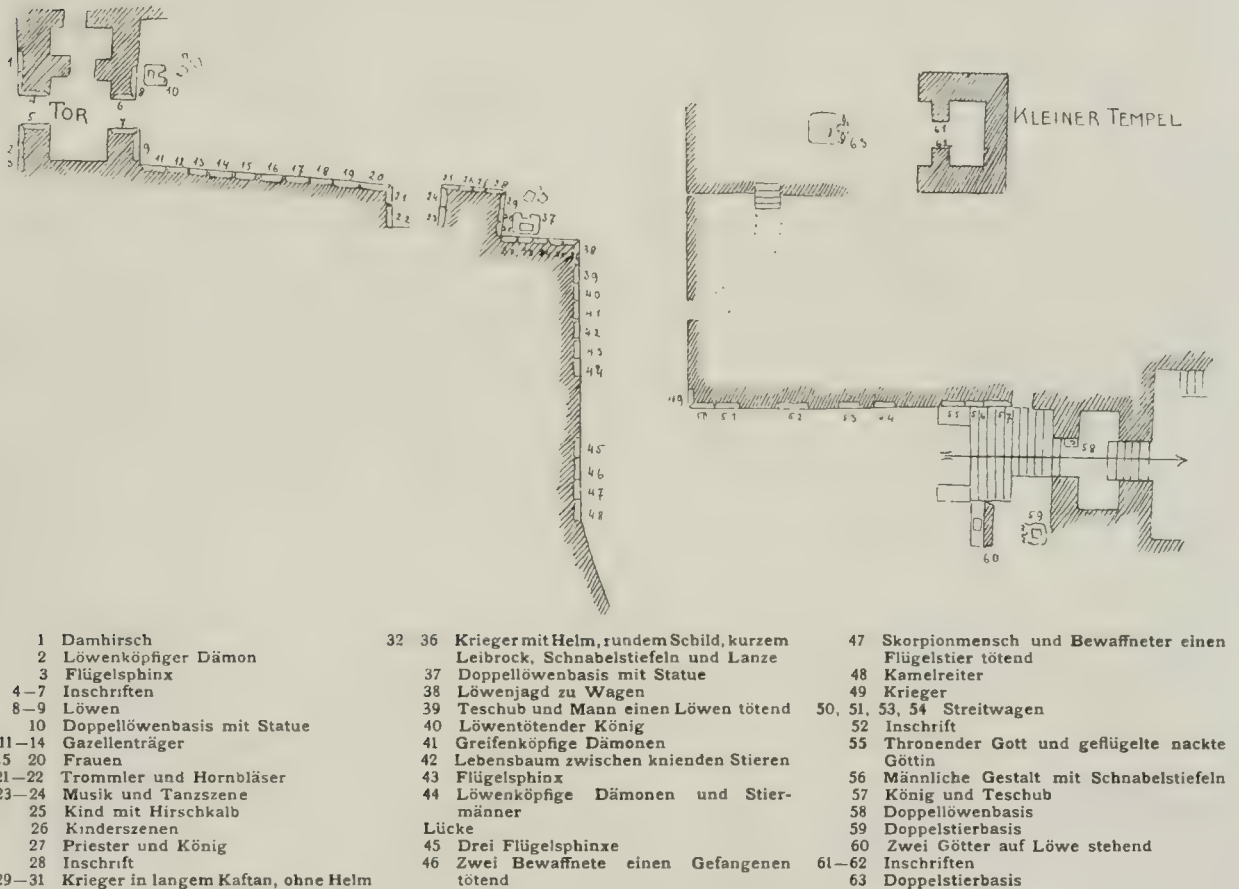 TOR
KLEINER TEMPEL
1 Damhirsch
2 Löwenköpfiger Dämon
3 Flügelsphinx
4–7 Inschriften
8–9 Löwen
10 Doppellöwenbasis mit Statue
11–14 Gazellenträger
5 20 Frauen
21–22 Trommler und Hornbläser
23–24 Musik und Tanzszene
25 Kind mit Hirschkalb
26 Kinderszenen
27 Priester und König
28 Inschrift
29–31 Krieger in langem Kaftan, ohne Helm
32 36 Krieger mit Helm, rundem Schild, kurzem
Leibrock, Schnabelstiefeln und Lanze
37 Doppellöwenbasis mit Statue
38 Löwenjagd zu Wagen
39 Teschub und Mann einen Löwen tötend
40 Löwentötender König
41 Greifenköpfige Dämonen
42 Lebensbaum zwischen knienden Stieren
43 Flügelsphinx
44 Löwenköpfige Dämonen und Stier-
männer
Lücke
45 Drei Flügelsphinxe
46 Zwei Bewaffnete einen Gefangenen
tötend
47 Skorpionmensch und Bewaffneter einen
Flügelstier tötend
48 Kamelreiter
49 Krieger
50, 51, 53, 54 Streitwagen
52 Inschrift
55 Thronender Gott und geflügelte nackte
Göttin
56 Männliche Gestalt mit Schnabelstiefeln
57 König und Teschub
58 Doppellöwenbasis
59 Doppelstierbasis
60 Zwei Götter auf Löwe stehend
61–62 Inschriften
63 Doppelstierbasis